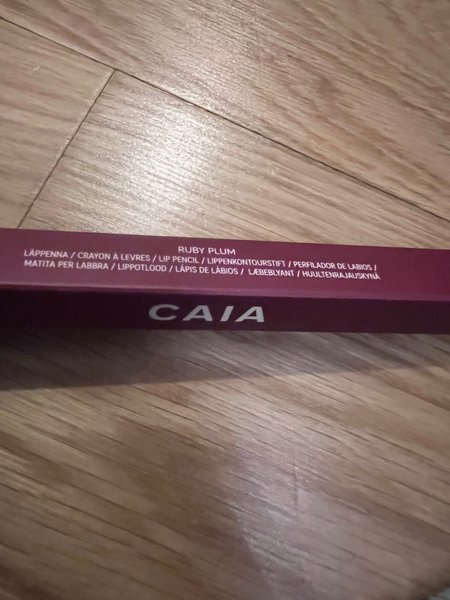 RUBY PLUM
LÄPPENNA / CRAYON À LEVRES / LIP PENCIL / LIPPENKONTOURSTIFT / PERFILADOR DE LABIOS /
MATITA PER LABBRA / LIPPOTLOOD / LÁPIS DE LÁBIOS / LÆBEBLYANT / HUULTENRAJAUSKYNÄ
CAIA